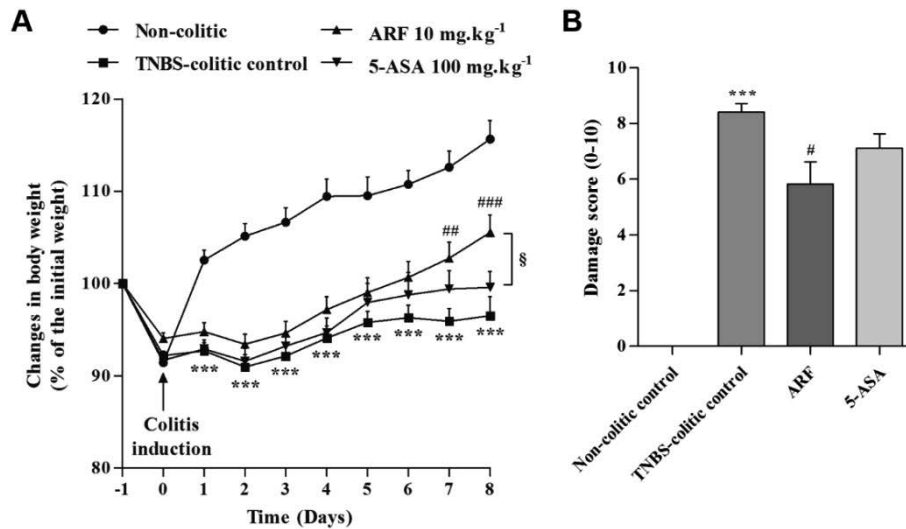 A
Non-colitic
ARF 10 mg.kg⁻¹
TNBS-colitic control
5-ASA 100 mg.kg⁻¹
Changes in body weight
(% of the initial weight)
120
110
100
90
80
##
###
§
***
***
***
***
***
***
***
***
Colitis
induction
-1 0 1 2 3 4 5 6 7 8
Time (Days)
B
Damage score (0-10)
10
8
6
4
2
0
***
#
Non-colitic control
TNBS-colitic control
ARF
5-ASA